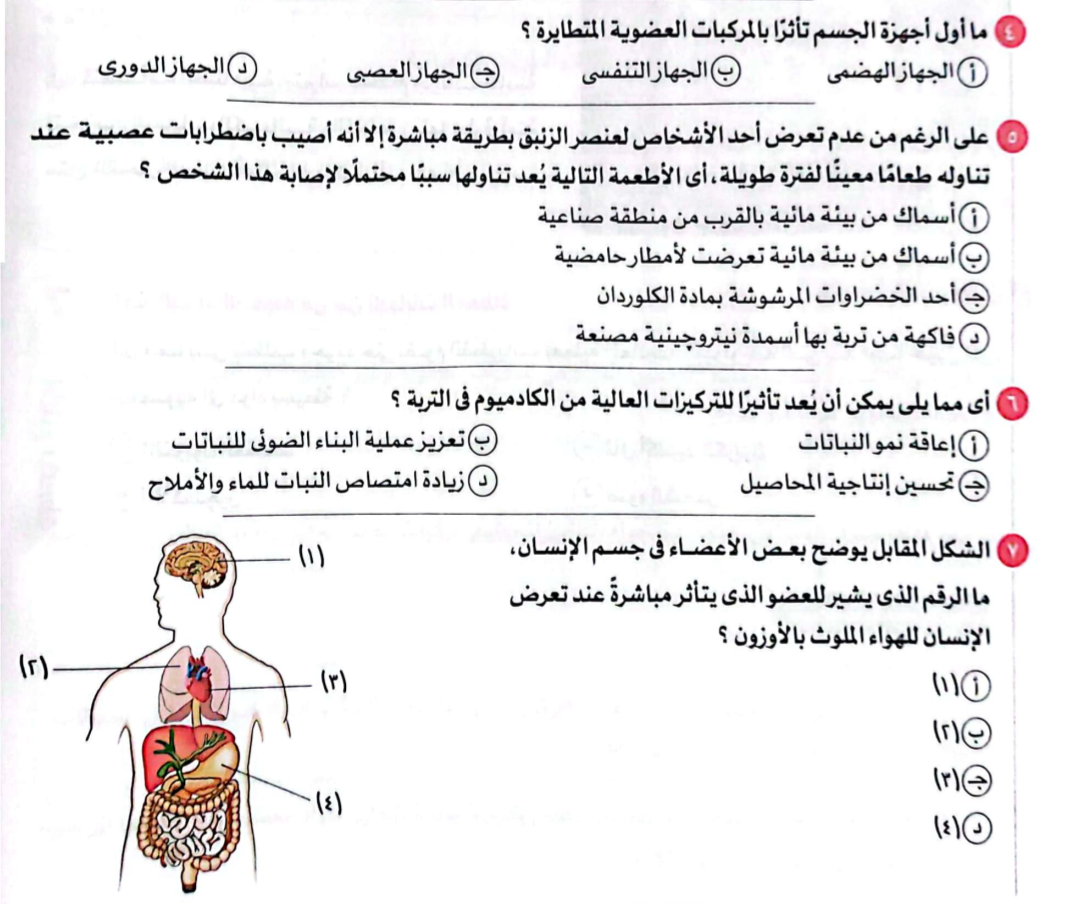 ٤ ما أول أجهزة الجسم تأثرًا بالمركبات العضوية المتطايرة ؟
أ الجهاز الهضمى ب الجهاز التنفسى جـ الجهاز العصبى د الجهاز الدورى
٥ على الرغم من عدم تعرض أحد الأشخاص لعنصر الزئبق بطريقة مباشرة إلا أنه أصيب باضطرابات عصبية عند
تناوله طعامًا معينًا لفترة طويلة، أى الأطعمة التالية يُعد تناولها سببًا محتملًا لإصابة هذا الشخص ؟
أ أسماك من بيئة مائية بالقرب من منطقة صناعية
ب أسماك من بيئة مائية تعرضت لأمطار حامضية
جـ أحد الخضراوات المرشوشة بمادة الكلوردان
د فاكهة من تربة بها أسمدة نيتروچينية مصنعة
٦ أى مما يلى يمكن أن يُعد تأثيرًا للتركيزات العالية من الكادميوم فى التربة ؟
أ إعاقة نمو النباتات ب تعزيز عملية البناء الضوئى للنباتات
جـ تحسين إنتاجية المحاصيل د زيادة امتصاص النبات للماء والأملاح
٧ الشكل المقابل يوضح بعض الأعضاء فى جسم الإنسان،
ما الرقم الذى يشير للعضو الذى يتأثر مباشرةً عند تعرض
الإنسان للهواء الملوث بالأوزون ؟
أ (١)
ب (٢)
جـ (٣)
د (٤)
(١)
(٢)
(٣)
(٤)